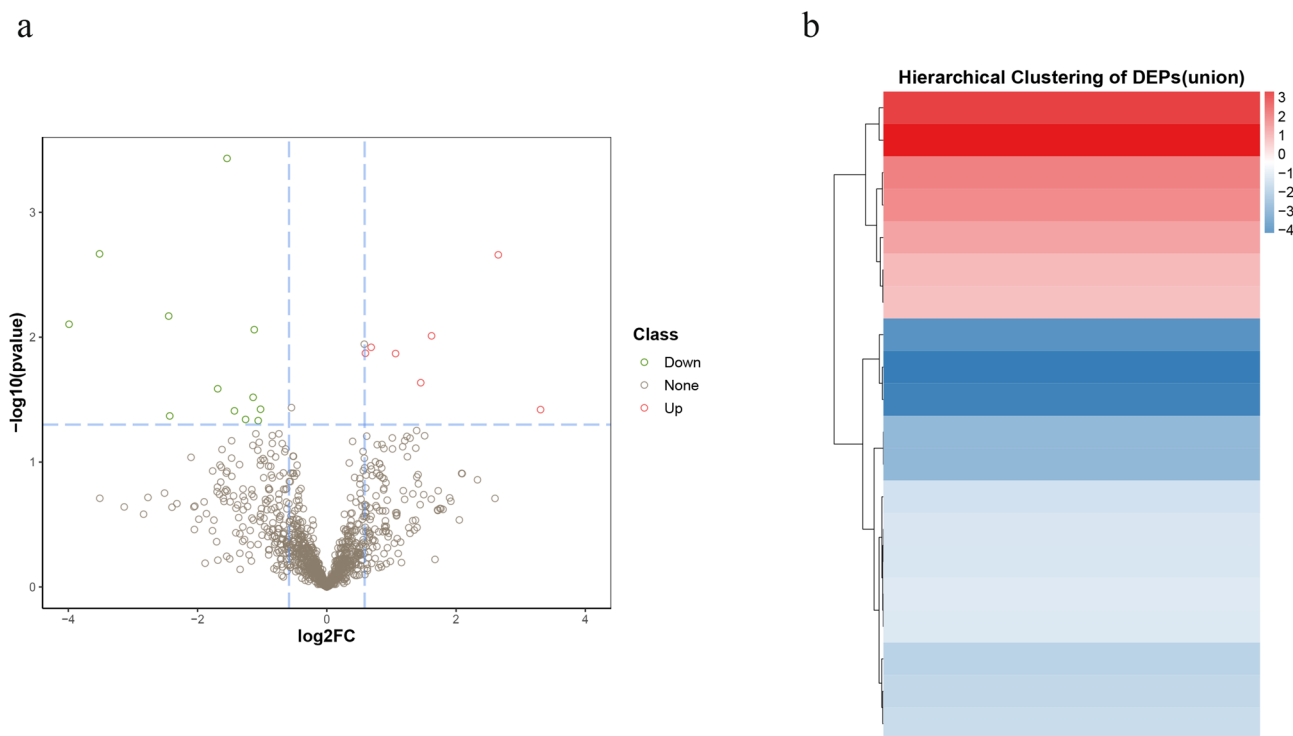 a
b
Hierarchical Clustering of DEPs(union)
3
2
1
0
−1
−2
−3
−4
−log10(pvalue)
3
2
1
0
−4
−2
0
2
4
log2FC
Class
Down
None
Up